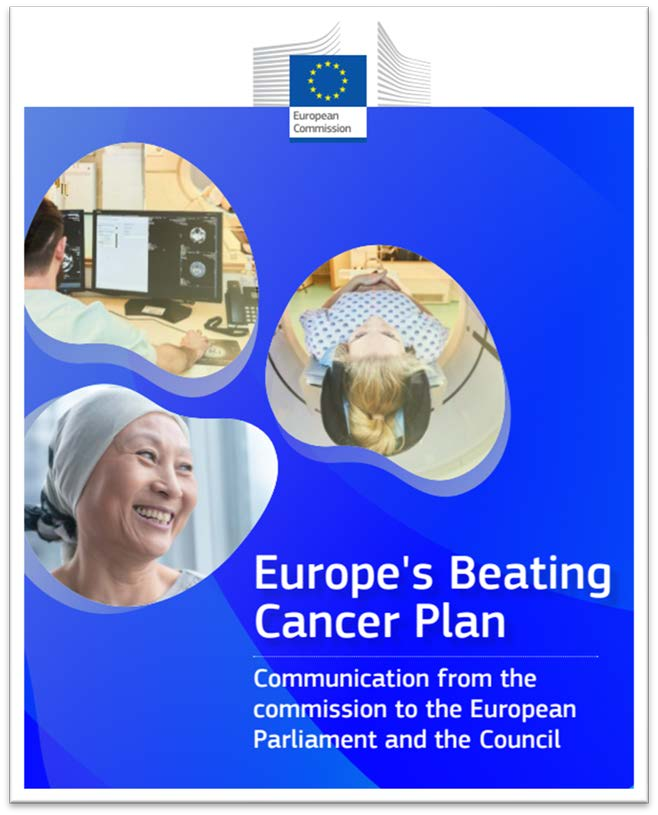 European
Commission
Europe's Beating
Cancer Plan
Communication from the
commission to the European
Parliament and the Council